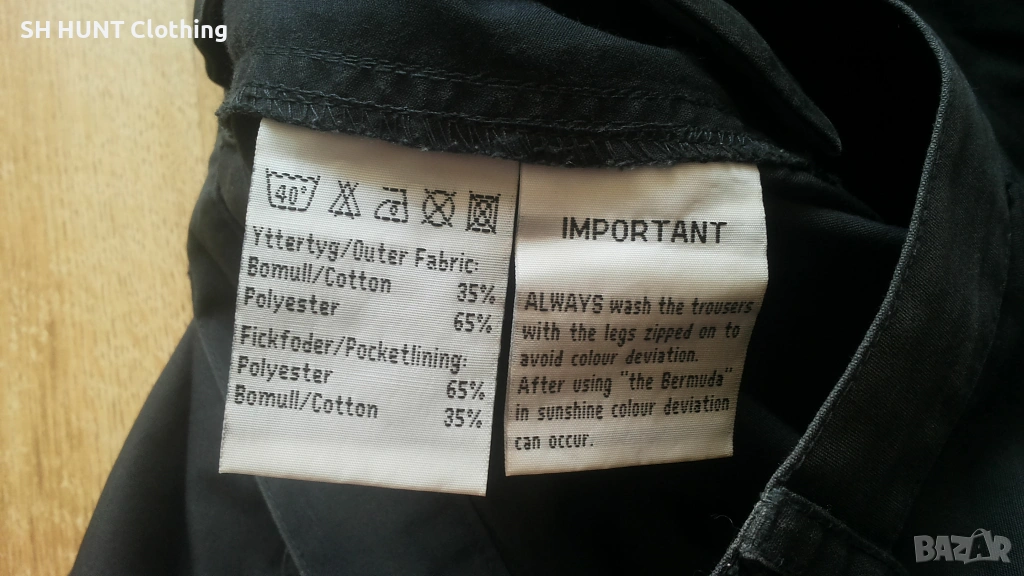 SH HUNT Clothing
40°
Yttertyg/Outer Fabric:
Bomull/Cotton 35%
Polyester 65%
Fickfoder/Pocketlining:
Polyester 65%
Bomull/Cotton 35%
IMPORTANT
ALWAYS wash the trousers
with the legs zipped on to
avoid colour deviation.
After using "the Bermuda"
in sunshine colour deviation
can occur.
BAZAR